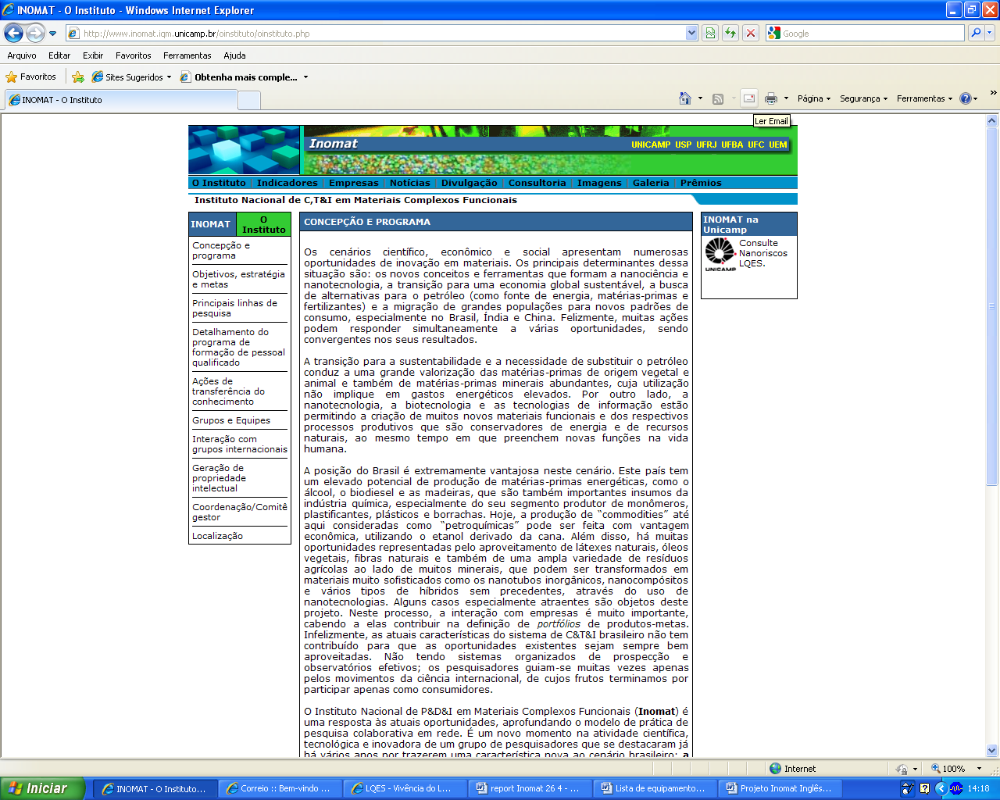 INOMAT - O Instituto - Windows Internet Explorer
http://www.inomat.iqm.unicamp.br/oinstituto/oinstituto.php
Google
Arquivo Editar Exibir Favoritos Ferramentas Ajuda
Favoritos Sites Sugeridos Obtenha mais comple...
INOMAT - O Instituto
Página Segurança Ferramentas
Ler Email
Inomat
UNICAMP USP UFRJ UFBA UFC UEM
O Instituto | Indicadores | Empresas | Notícias | Divulgação | Consultoria | Imagens | Galeria | Prêmios
Instituto Nacional de C,T&I em Materiais Complexos Funcionais
INOMAT
O
Instituto
Concepção e
programa
Objetivos, estratégia
e metas
Principais linhas de
pesquisa
Detalhamento do
programa de
formação de pessoal
qualificado
Ações de
transferência do
conhecimento
Grupos e Equipes
Interação com
grupos internacionais
Geração de
propriedade
intelectual
Coordenação/Comitê
gestor
Localização
CONCEPÇÃO E PROGRAMA
Os cenários científico, econômico e social apresentam numerosas
oportunidades de inovação em materiais. Os principais determinantes dessa
situação são: os novos conceitos e ferramentas que formam a nanociência e
nanotecnologia, a transição para uma economia global sustentável, a busca
de alternativas para o petróleo (como fonte de energia, matérias-primas e
fertilizantes) e a migração de grandes populações para novos padrões de
consumo, especialmente no Brasil, Índia e China. Felizmente, muitas ações
podem responder simultaneamente a várias oportunidades, sendo
convergentes nos seus resultados.
A transição para a sustentabilidade e a necessidade de substituir o petróleo
conduz a uma grande valorização das matérias-primas de origem vegetal e
animal e também de matérias-primas minerais abundantes, cuja utilização
não implique em gastos energéticos elevados. Por outro lado, a
nanotecnologia, a biotecnologia e as tecnologias de informação estão
permitindo a criação de muitos novos materiais funcionais e dos respectivos
processos produtivos que são conservadores de energia e de recursos
naturais, ao mesmo tempo em que preenchem novas funções na vida
humana.
A posição do Brasil é extremamente vantajosa neste cenário. Este país tem
um elevado potencial de produção de matérias-primas energéticas, como o
álcool, o biodiesel e as madeiras, que são também importantes insumos da
indústria química, especialmente do seu segmento produtor de monômeros,
plastificantes, plásticos e borrachas. Hoje, a produção de “commodities” até
aqui consideradas como “petroquímicas” pode ser feita com vantagem
econômica, utilizando o etanol derivado da cana. Além disso, há muitas
oportunidades representadas pelo aproveitamento de látexes naturais, óleos
vegetais, fibras naturais e também de uma ampla variedade de resíduos
agrícolas ao lado de muitos minerais, que podem ser transformados em
materiais muito sofisticados como os nanotubos inorgânicos, nanocompósitos
e vários tipos de híbridos sem precedentes, através do uso de
nanotecnologias. Alguns casos especialmente atraentes são objetos deste
projeto. Neste processo, a interação com empresas é muito importante,
cabendo a elas contribuir na definição de portfólios de produtos-metas.
Infelizmente, as atuais características do sistema de C&T&I brasileiro não tem
contribuído para que as oportunidades existentes sejam sempre bem
aproveitadas. Não tendo sistemas organizados de prospecção e
observatórios efetivos; os pesquisadores guiam-se muitas vezes apenas
pelos movimentos da ciência internacional, de cujos frutos terminamos por
participar apenas como consumidores.
O Instituto Nacional de P&D&I em Materiais Complexos Funcionais (Inomat) é
uma resposta às atuais oportunidades, aprofundando o modelo de prática de
pesquisa colaborativa em rede. É um novo momento na atividade científica,
tecnológica e inovadora de um grupo de pesquisadores que se destacaram já
há vários anos por trazerem uma característica nova ao cenário brasileiro: a
INOMAT na
Unicamp
UNICAMP
Consulte
Nanoriscos
LQES.
Internet
100%
Iniciar
INOMAT - O Instituto...
Correio :: Bem-vindo ...
LQES - Vivência do L...
report Inomat 26 4 - ...
Lista de equipamento...
Projeto Inomat Inglês...
14:18